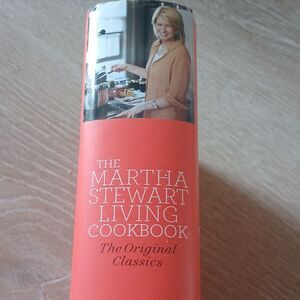 THE
MARTHA
STEWART
LIVING
COOKBOOK
The Original
Classics